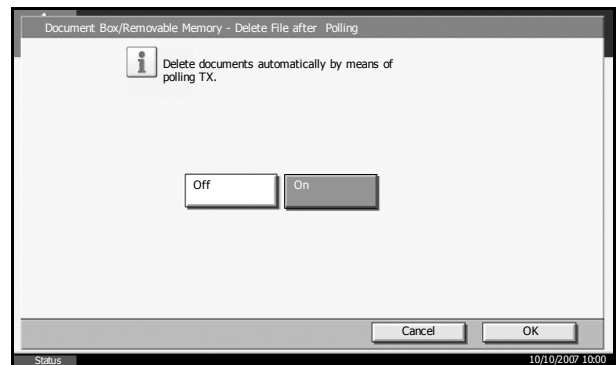 Document Box/Removable Memory - Delete File after Polling
Delete documents automatically by means of
polling TX.
Off
On
Cancel
OK
Status
10/10/2007 10:00